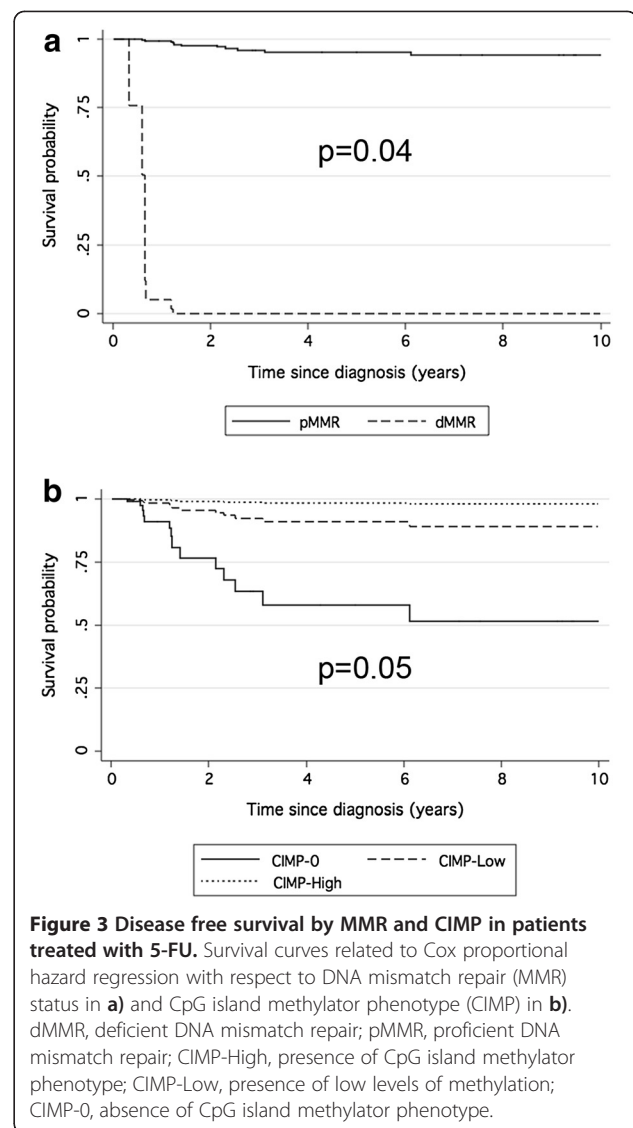 a
1
.75
.5
.25
0
Survival probability
p=0.04
0 2 4 6 8 10
Time since diagnosis (years)
pMMR dMMR
b
1
.75
.5
.25
0
Survival probability
p=0.05
0 2 4 6 8 10
Time since diagnosis (years)
CIMP-0 CIMP-Low
CIMP-High
Figure 3 Disease free survival by MMR and CIMP in patients
treated with 5-FU. Survival curves related to Cox proportional
hazard regression with respect to DNA mismatch repair (MMR)
status in a) and CpG island methylator phenotype (CIMP) in b).
dMMR, deficient DNA mismatch repair; pMMR, proficient DNA
mismatch repair; CIMP-High, presence of CpG island methylator
phenotype; CIMP-Low, presence of low levels of methylation;
CIMP-0, absence of CpG island methylator phenotype.